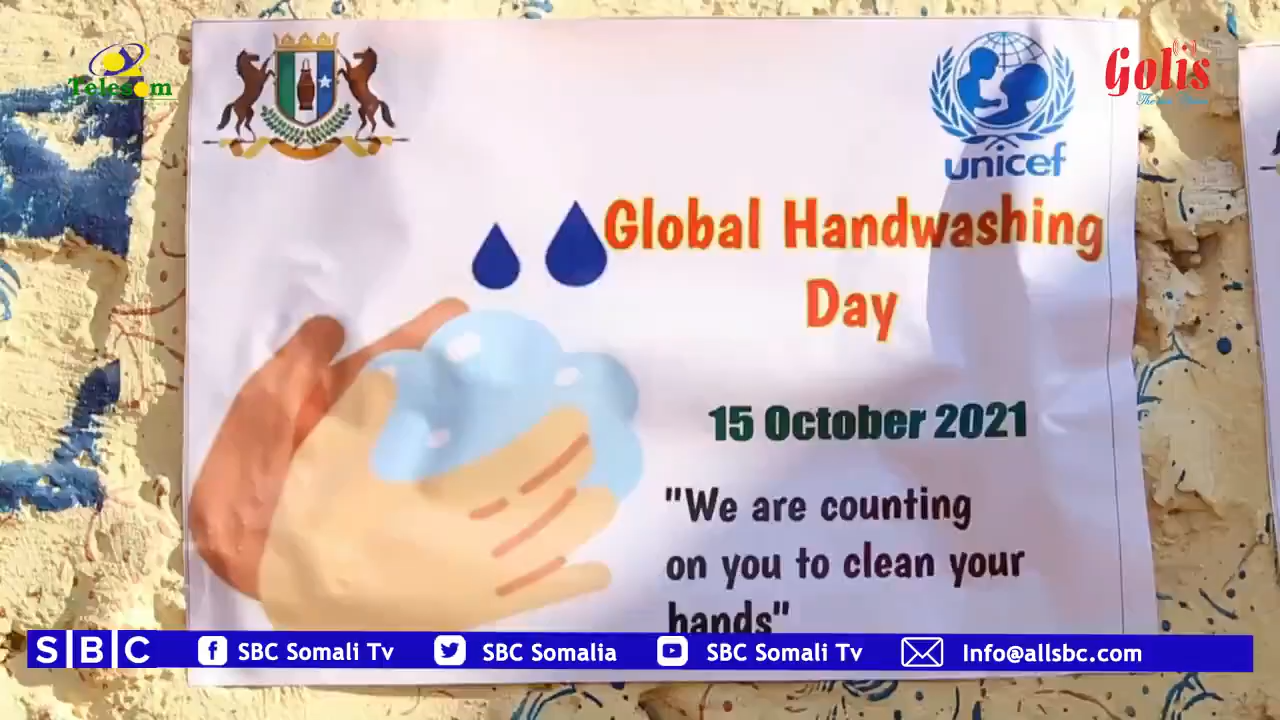 Telesom
Golis
unicef
Global Handwashing
Day
15 October 2021
"We are counting
on you to clean your
hands"
S|B|C SBC Somali Tv SBC Somalia SBC Somali Tv Info@allsbc.com